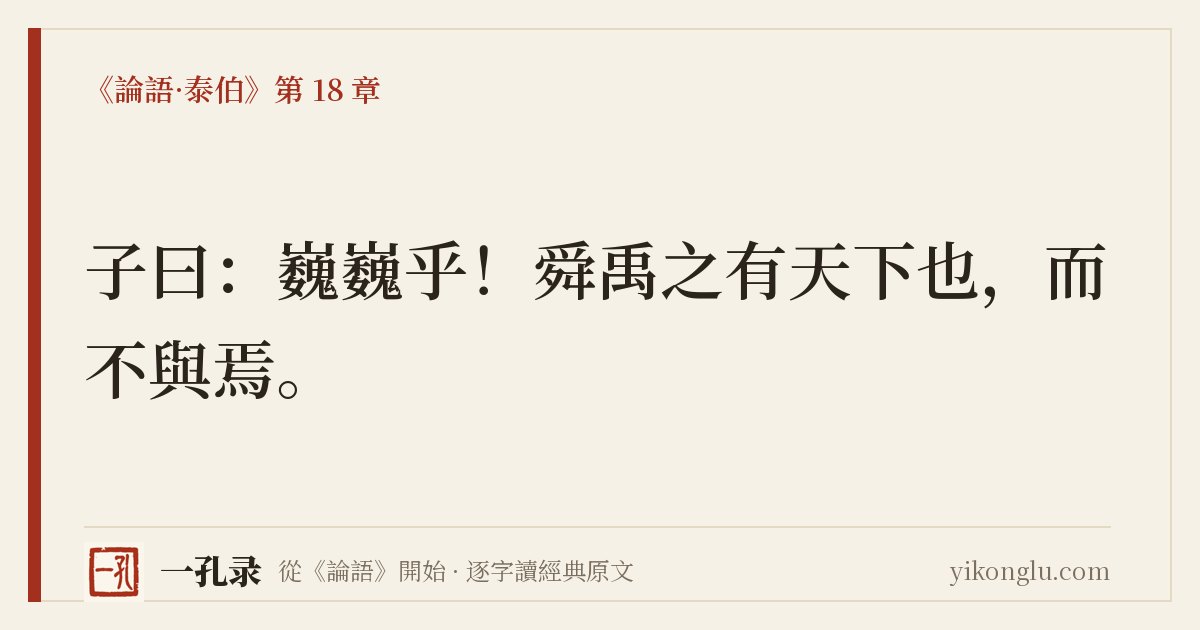 《論語·泰伯》第 18 章
子曰：巍巍乎！舜禹之有天下也，而
不與焉。
一孔
一孔录 從《論語》開始 · 逐字讀經典原文 yikonglu.com